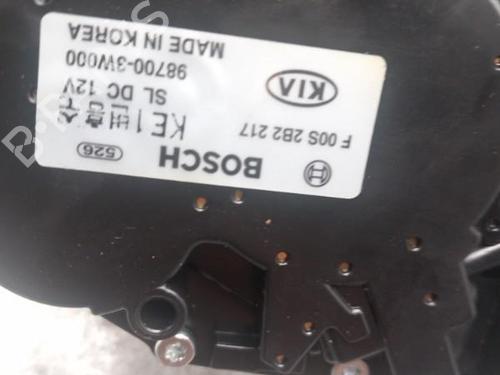 BOSCH
526
F 00S 2B2 217
KIA
SL DC 12V
98700-3W000
MADE IN KOREA